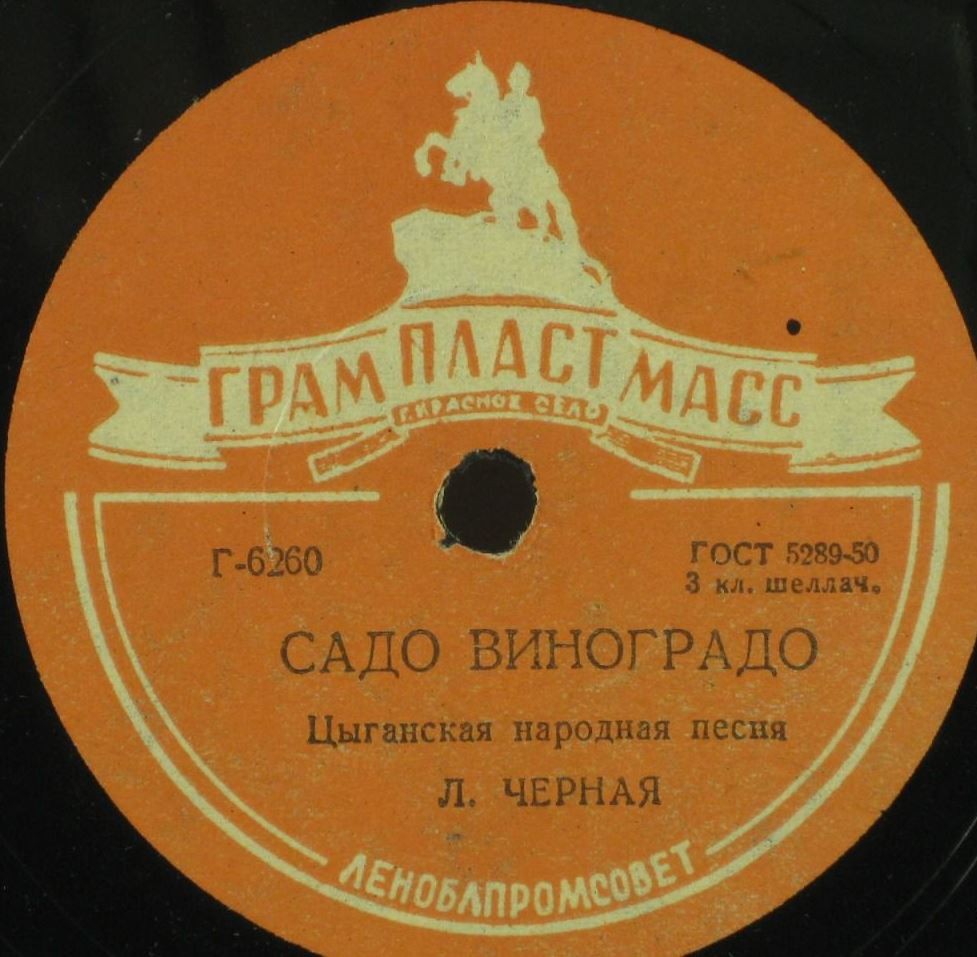 ГРАМ ПЛАСТ МАСС
Г. КРАСНОЕ СЕЛО
Г-6260
ГОСТ 5289-50
3 кл. шеллач.
САДО ВИНОГРАДО
Цыганская народная песня
Л. ЧЕРНАЯ
ЛЕНОБЛПРОМСОВЕТ